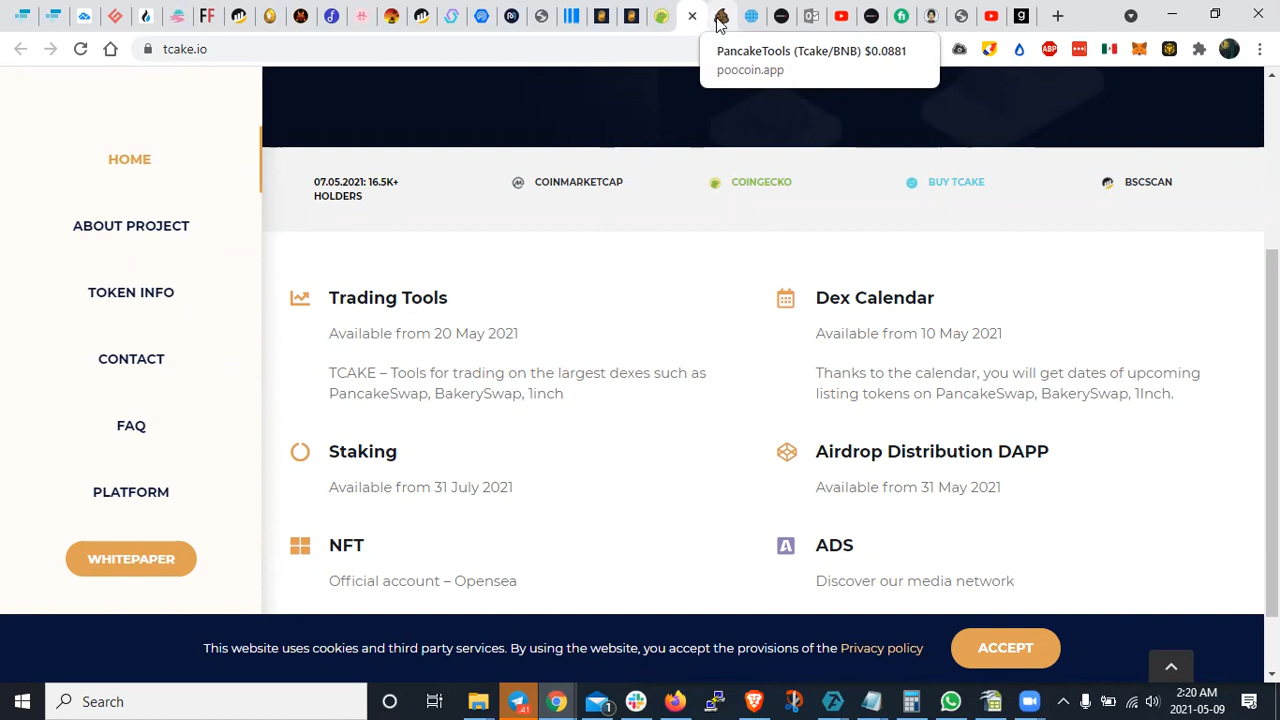 tcake.io
PancakeTools (Tcake/BNB) $0.0881
poocoin.app
HOME
ABOUT PROJECT
TOKEN INFO
CONTACT
FAQ
PLATFORM
WHITEPAPER
07.05.2021: 16.5K+
HOLDERS
COINMARKETCAP
COINGECKO
BUY TCAKE
BSCSCAN
Trading Tools
Available from 20 May 2021
TCAKE – Tools for trading on the largest dexes such as
PancakeSwap, BakerySwap, 1inch
Dex Calendar
Available from 10 May 2021
Thanks to the calendar, you will get dates of upcoming
listing tokens on PancakeSwap, BakerySwap, 1Inch.
Staking
Available from 31 July 2021
Airdrop Distribution DAPP
Available from 31 May 2021
NFT
Official account – Opensea
ADS
Discover our media network
This website uses cookies and third party services. By using the website, you accept the provisions of the Privacy policy
ACCEPT
Search
41
1
2:20 AM
2021-05-09